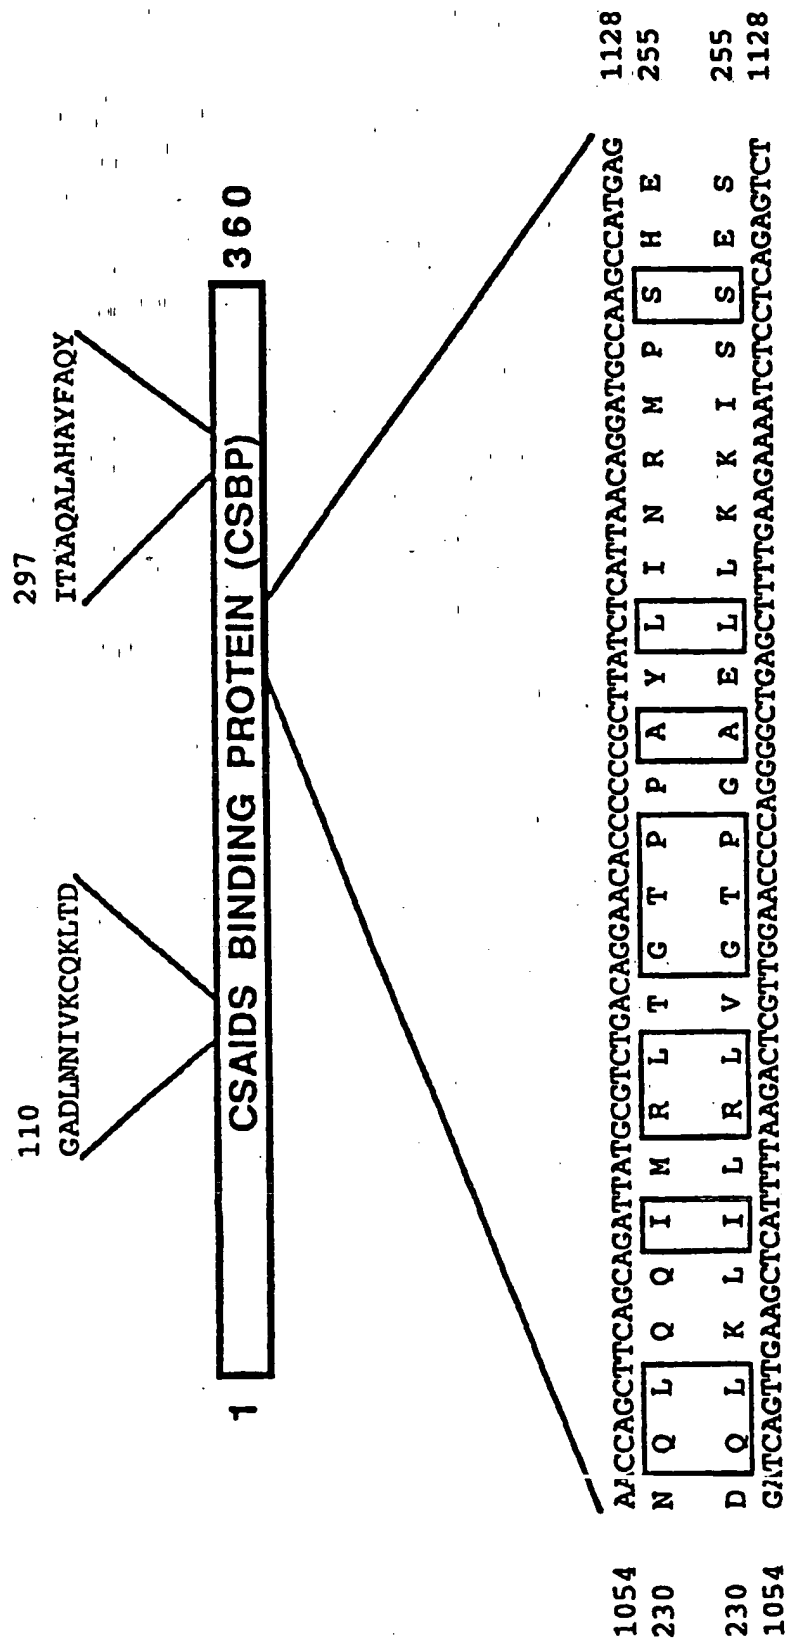 110 297
GADLNNIVKCQKLTD ITAAQALAHAYFAQY
1 CSAIDS BINDING PROTEIN (CSBP) 360
1054 AACCAGCTTCAGCAGATTATGCGTCTGACAGGAACACCCCCCGCTTATCTCATTAACAGGATGCCAAGCCATGAG 1128
230 N Q L Q Q I M R L T G T P P A Y L I N R M P S H E 255
230 D Q L K L I L R L V G T P G A E L L K K I S S E S 255
1054 GATCAGTTGAAGCTCATTTTAAGACTCGTTGGAACCCCAGGGGCTGAGCTTTTGAAGAAAATCTCCTCAGAGTCT 1128